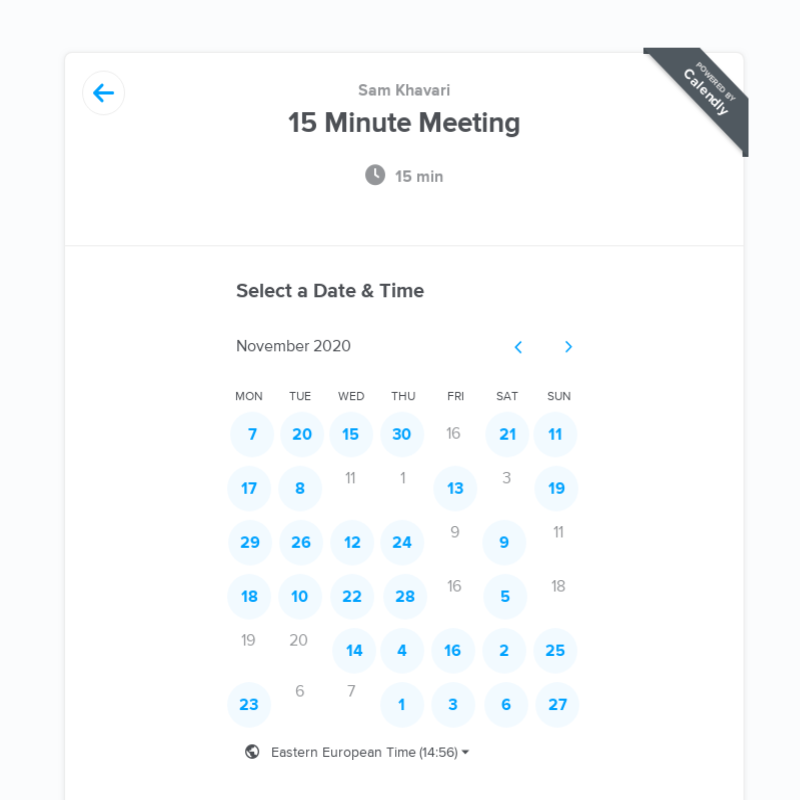 POWERED BY
Calendly
Sam Khavari
15 Minute Meeting
15 min
Select a Date & Time
November 2020
MON TUE WED THU FRI SAT SUN
7 20 15 30 16 21 11
17 8 11 1 13 3 19
29 26 12 24 9 9 11
18 10 22 28 16 5 18
19 20 14 4 16 2 25
23 6 7 1 3 6 27
Eastern European Time (14:56)